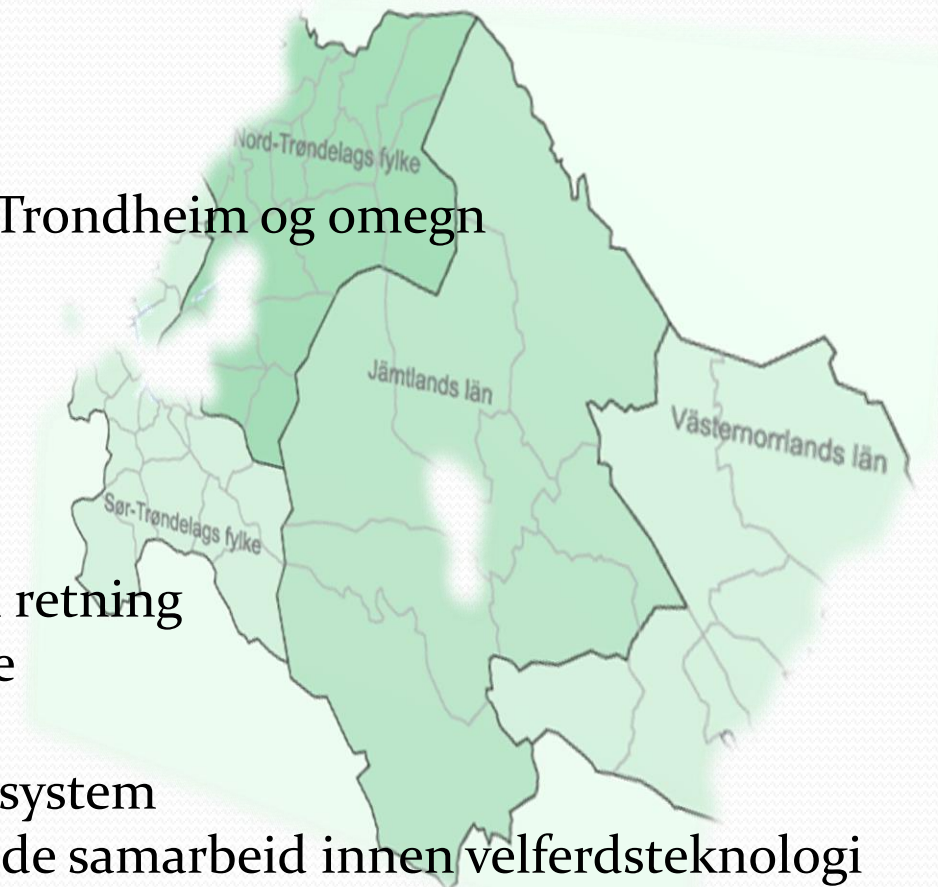 Nord-Trøndelags fylke
Trondheim og omegn
Jämtlands län
Västernorrlands län
Sør-Trøndelags fylke
retning
system
de samarbeid innen velferdsteknologi